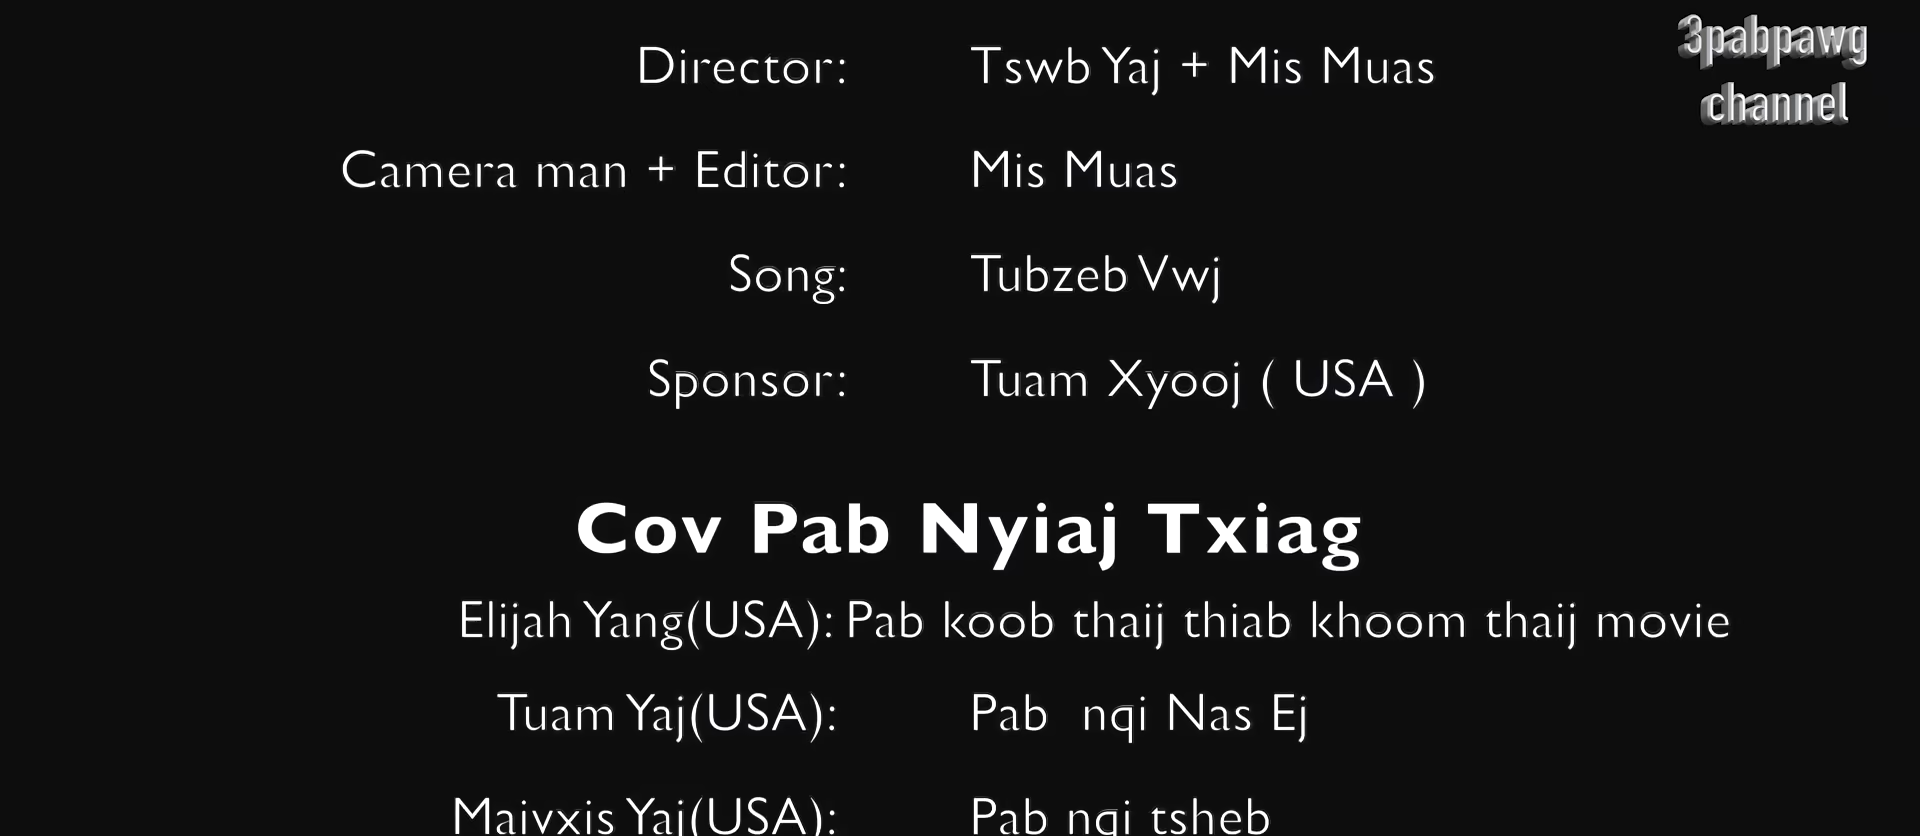 3pabpawg
channel
Director: Tswb Yaj + Mis Muas
Camera man + Editor: Mis Muas
Song: Tubzeb Vwj
Sponsor: Tuam Xyooj ( USA )
Cov Pab Nyiaj Txiag
Elijah Yang(USA): Pab koob thaij thiab khoom thaij movie
Tuam Yaj(USA): Pab nqi Nas Ej
Maivxis Yaj(USA): Pab nqi tsheb